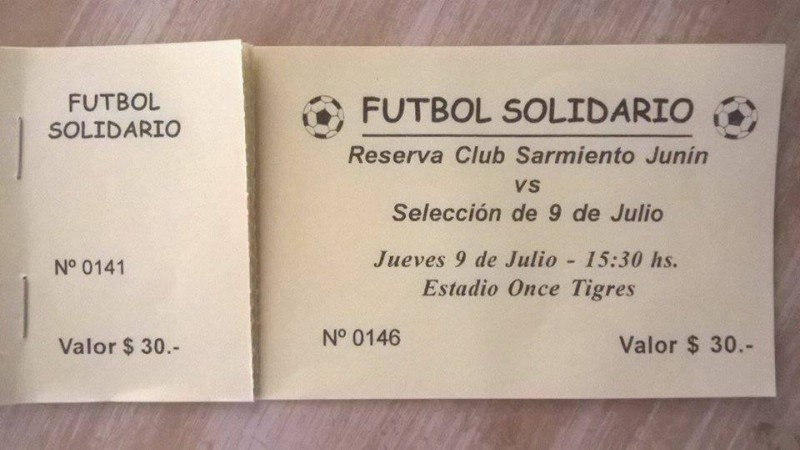 FUTBOL
SOLIDARIO
Nº 0141
Valor $ 30.-
FUTBOL SOLIDARIO
Reserva Club Sarmiento Junín
vs
Selección de 9 de Julio
Jueves 9 de Julio - 15:30 hs.
Estadio Once Tigres
Nº 0146
Valor $ 30.-